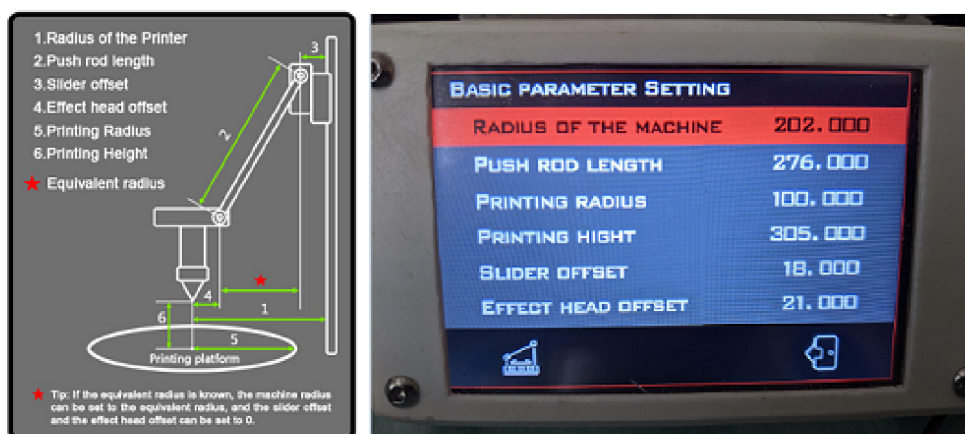 1.Radius of the Printer
2.Push rod length
3.Slider offset
4.Effect head offset
5.Printing Radius
6.Printing Height
★ Equivalent radius
3
2
★
4
1
6
5
Printing platform
★ Tip: If the equivalent radius is known, the machine radius
can be set to the equivalent radius, and the slider offset
and the effect head offset can be set to 0.
BASIC PARAMETER SETTING
RADIUS OF THE MACHINE 202.000
PUSH ROD LENGTH 276.000
PRINTING RADIUS 100.000
PRINTING HIGHT 305.000
SLIDER OFFSET 18.000
EFFECT HEAD OFFSET 21.000